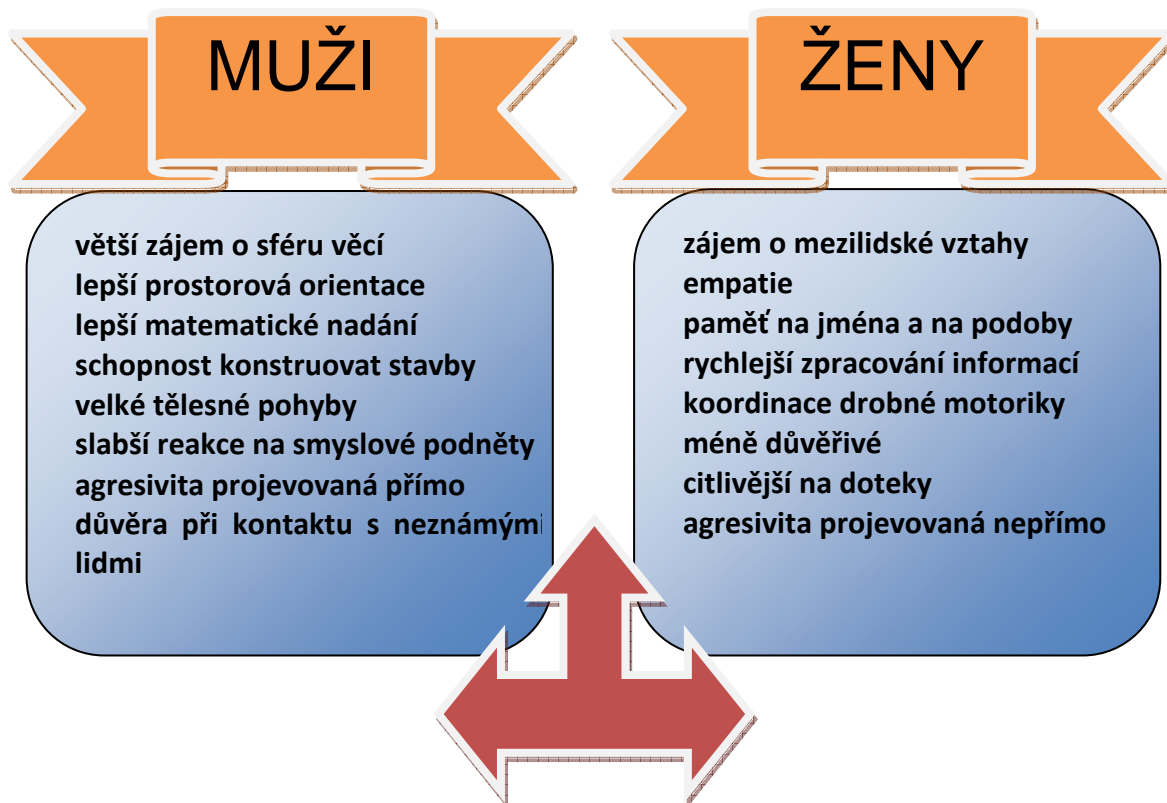 MUŽI
větší zájem o sféru věcí
lepší prostorová orientace
lepší matematické nadání
schopnost konstruovat stavby
velké tělesné pohyby
slabší reakce na smyslové podněty
agresivita projevovaná přímo
důvěra při kontaktu s neznámými
lidmi
ŽENY
zájem o mezilidské vztahy
empatie
paměť na jména a na podoby
rychlejší zpracování informací
koordinace drobné motoriky
méně důvěřivé
citlivější na doteky
agresivita projevovaná nepřímo